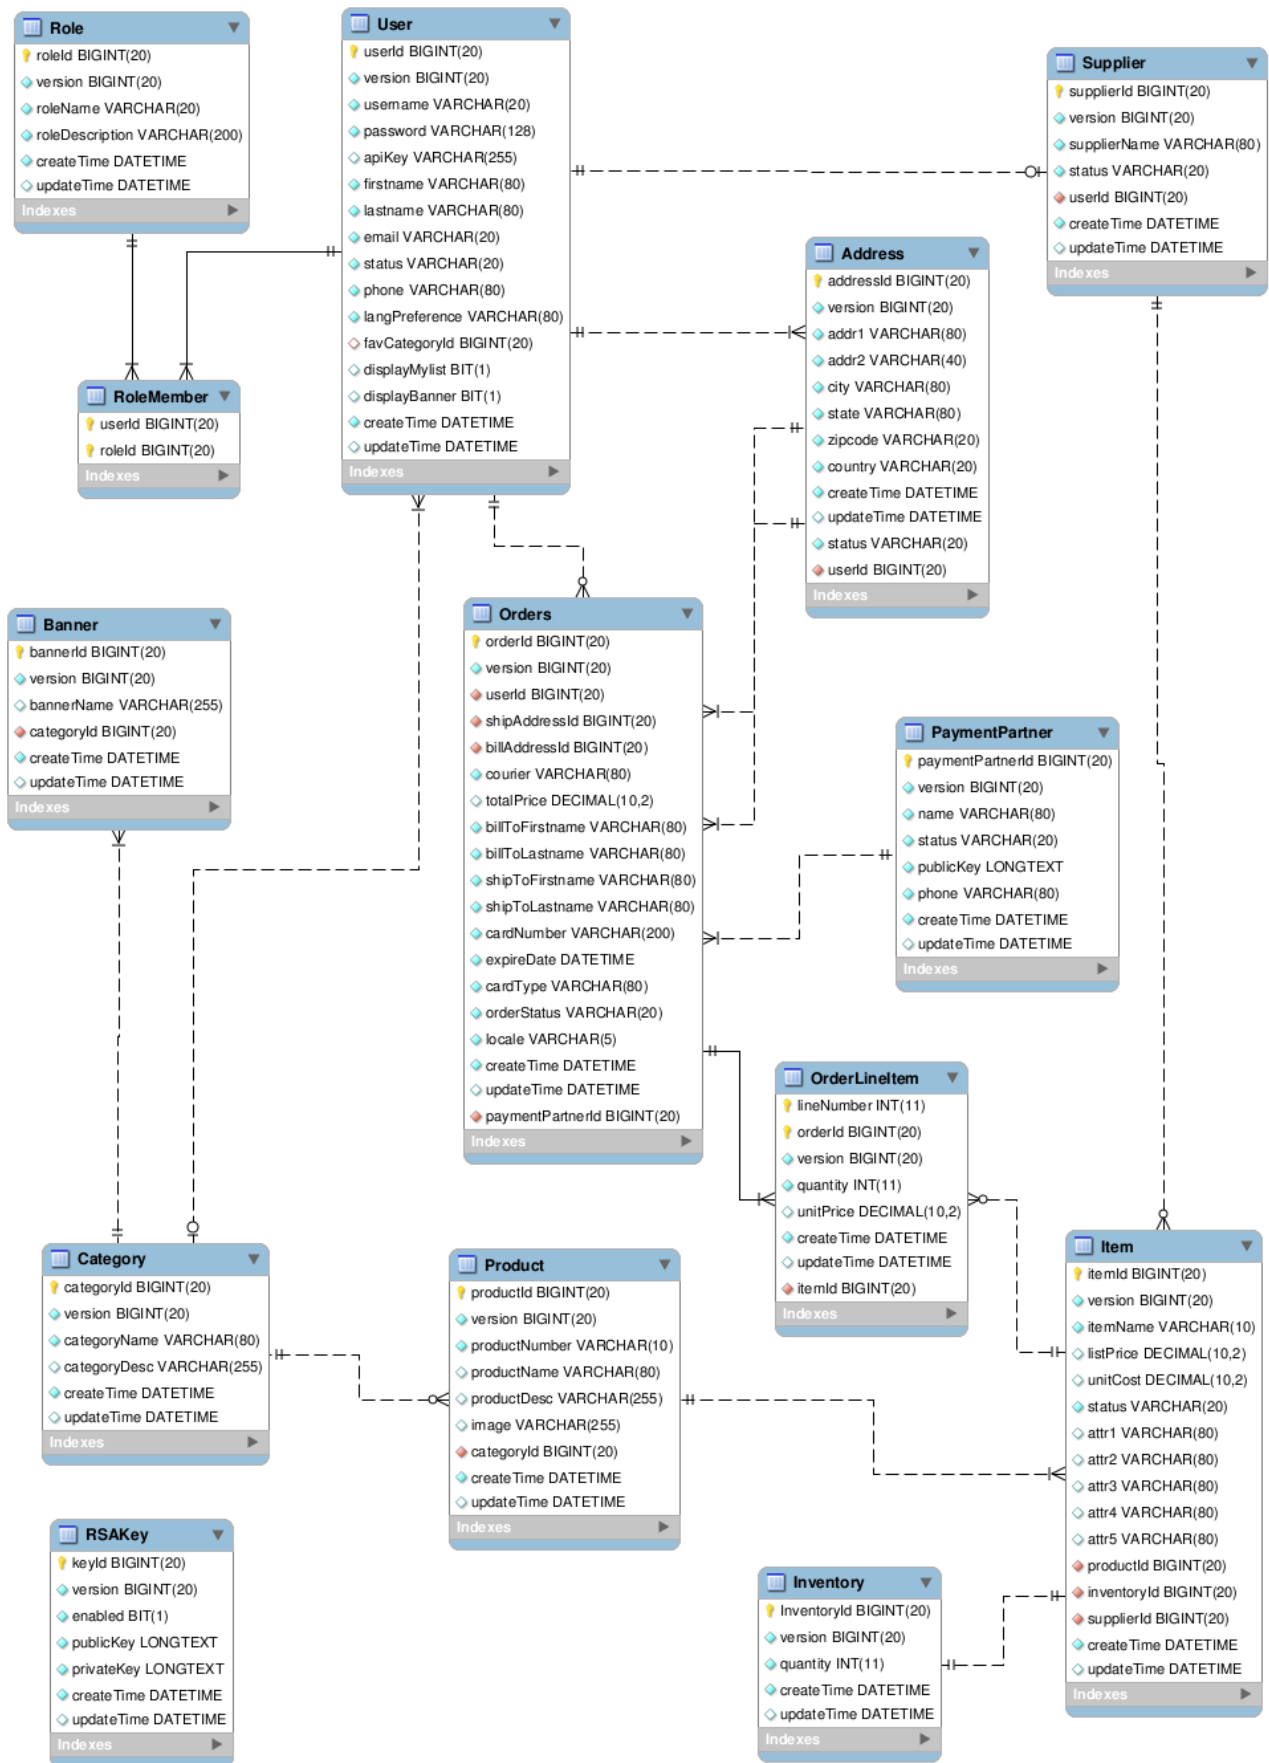 Role
roleId BIGINT(20)
version BIGINT(20)
roleName VARCHAR(20)
roleDescription VARCHAR(200)
createTime DATETIME
updateTime DATETIME
Indexes
User
userId BIGINT(20)
version BIGINT(20)
username VARCHAR(20)
password VARCHAR(128)
apiKey VARCHAR(255)
firstname VARCHAR(80)
lastname VARCHAR(80)
email VARCHAR(20)
status VARCHAR(20)
phone VARCHAR(80)
langPreference VARCHAR(80)
favCategoryId BIGINT(20)
displayMylist BIT(1)
displayBanner BIT(1)
createTime DATETIME
updateTime DATETIME
Indexes
Supplier
supplierId BIGINT(20)
version BIGINT(20)
supplierName VARCHAR(80)
status VARCHAR(20)
userId BIGINT(20)
createTime DATETIME
updateTime DATETIME
Indexes
Address
addressId BIGINT(20)
version BIGINT(20)
addr1 VARCHAR(80)
addr2 VARCHAR(40)
city VARCHAR(80)
state VARCHAR(80)
zipcode VARCHAR(20)
country VARCHAR(20)
createTime DATETIME
updateTime DATETIME
status VARCHAR(20)
userId BIGINT(20)
Indexes
RoleMember
userId BIGINT(20)
roleId BIGINT(20)
Indexes
Banner
bannerId BIGINT(20)
version BIGINT(20)
bannerName VARCHAR(255)
categoryId BIGINT(20)
createTime DATETIME
updateTime DATETIME
Indexes
Orders
orderId BIGINT(20)
version BIGINT(20)
userId BIGINT(20)
shipAddressId BIGINT(20)
billAddressId BIGINT(20)
courier VARCHAR(80)
totalPrice DECIMAL(10,2)
billToFirstname VARCHAR(80)
billToLastname VARCHAR(80)
shipToFirstname VARCHAR(80)
shipToLastname VARCHAR(80)
cardNumber VARCHAR(200)
expireDate DATETIME
cardType VARCHAR(80)
orderStatus VARCHAR(20)
locale VARCHAR(5)
createTime DATETIME
updateTime DATETIME
paymentPartnerId BIGINT(20)
Indexes
PaymentPartner
paymentPartnerId BIGINT(20)
version BIGINT(20)
name VARCHAR(80)
status VARCHAR(20)
publicKey LONGTEXT
phone VARCHAR(80)
createTime DATETIME
updateTime DATETIME
Indexes
OrderLineItem
lineNumber INT(11)
orderId BIGINT(20)
version BIGINT(20)
quantity INT(11)
unitPrice DECIMAL(10,2)
createTime DATETIME
updateTime DATETIME
itemId BIGINT(20)
Indexes
Category
categoryId BIGINT(20)
version BIGINT(20)
categoryName VARCHAR(80)
categoryDesc VARCHAR(255)
createTime DATETIME
updateTime DATETIME
Indexes
Product
productId BIGINT(20)
version BIGINT(20)
productNumber VARCHAR(10)
productName VARCHAR(80)
productDesc VARCHAR(255)
image VARCHAR(255)
categoryId BIGINT(20)
createTime DATETIME
updateTime DATETIME
Indexes
Item
itemId BIGINT(20)
version BIGINT(20)
itemName VARCHAR(10)
listPrice DECIMAL(10,2)
unitCost DECIMAL(10,2)
status VARCHAR(20)
attr1 VARCHAR(80)
attr2 VARCHAR(80)
attr3 VARCHAR(80)
attr4 VARCHAR(80)
attr5 VARCHAR(80)
productId BIGINT(20)
inventoryId BIGINT(20)
supplierId BIGINT(20)
createTime DATETIME
updateTime DATETIME
Indexes
RSAKey
keyId BIGINT(20)
version BIGINT(20)
enabled BIT(1)
publicKey LONGTEXT
privateKey LONGTEXT
createTime DATETIME
updateTime DATETIME
Indexes
Inventory
InventoryId BIGINT(20)
version BIGINT(20)
quantity INT(11)
createTime DATETIME
updateTime DATETIME
Indexes